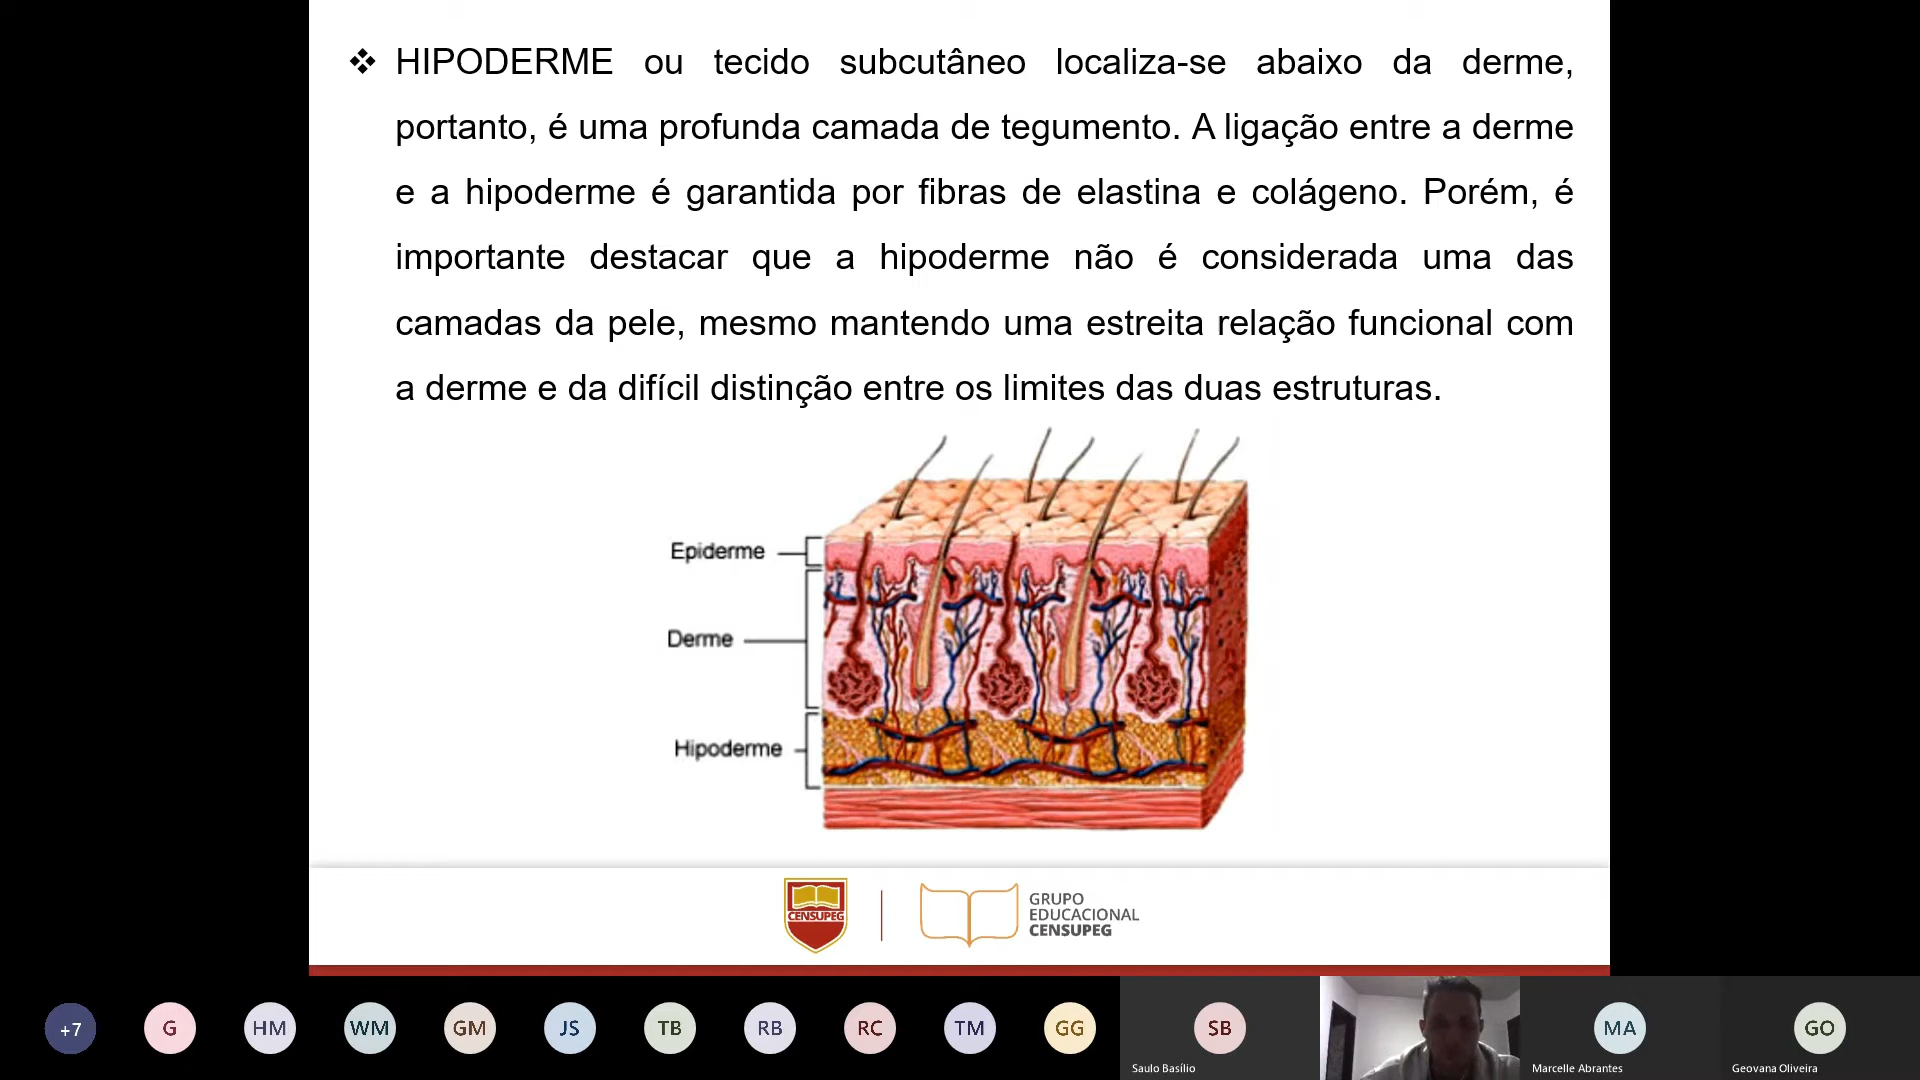 ❖ HIPODERME ou tecido subcutâneo localiza-se abaixo da derme,
portanto, é uma profunda camada de tegumento. A ligação entre a derme
e a hipoderme é garantida por fibras de elastina e colágeno. Porém, é
importante destacar que a hipoderme não é considerada uma das
camadas da pele, mesmo mantendo uma estreita relação funcional com
a derme e da difícil distinção entre os limites das duas estruturas.
Epiderme
Derme
Hipoderme
CENSUPEG
GRUPO
EDUCACIONAL
CENSUPEG
+7
G
HM
WM
GM
JS
TB
RB
RC
TM
GG
SB
MA
GO
Saulo Basílio
Marcelle Abrantes
Geovana Oliveira